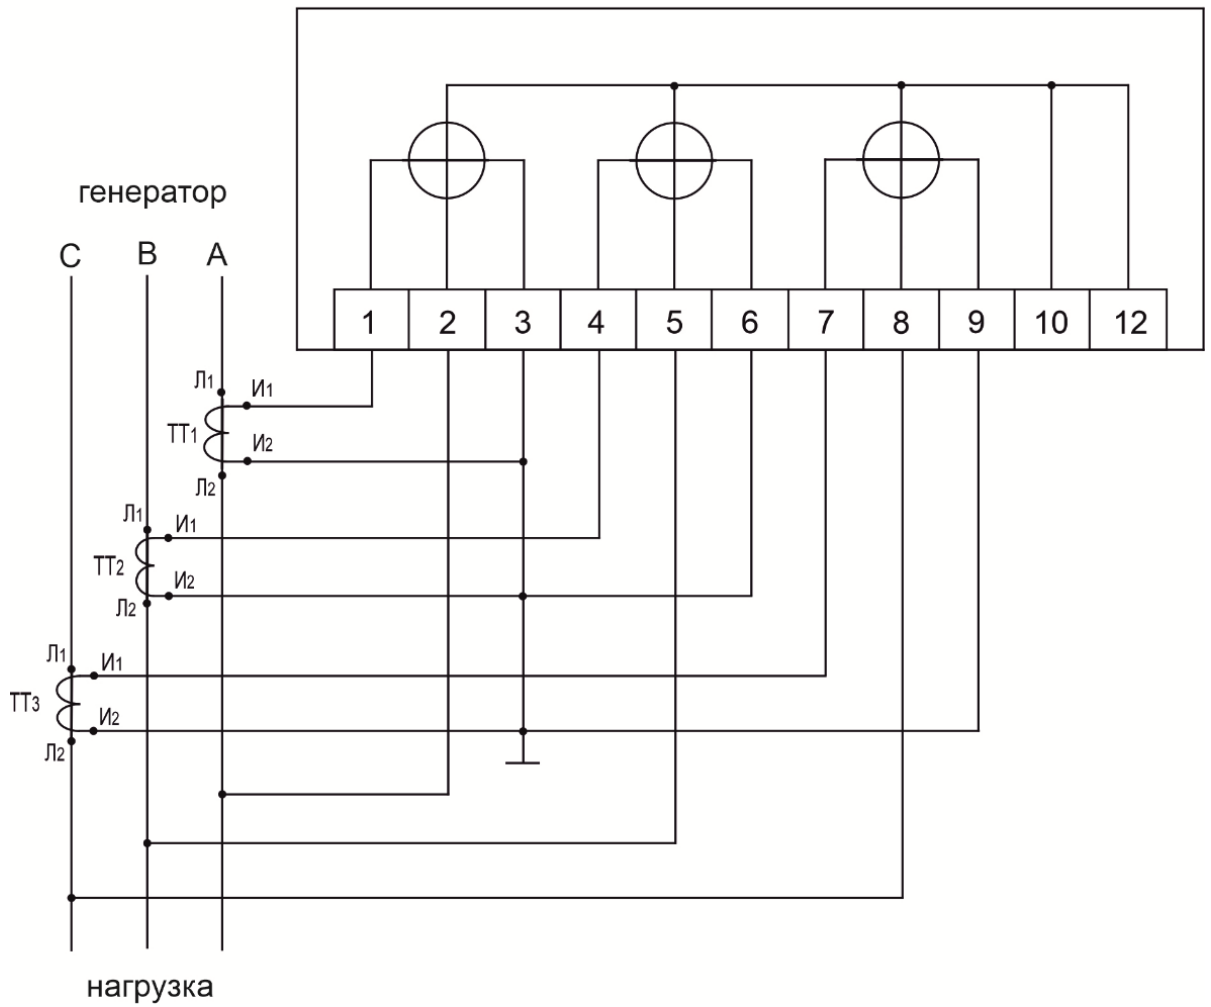 генератор
C B A
1 2 3 4 5 6 7 8 9 10 12
Л1
И1
ТТ1
И2
Л2
Л1
И1
ТТ2
И2
Л2
Л1
И1
ТТ3
И2
Л2
нагрузка